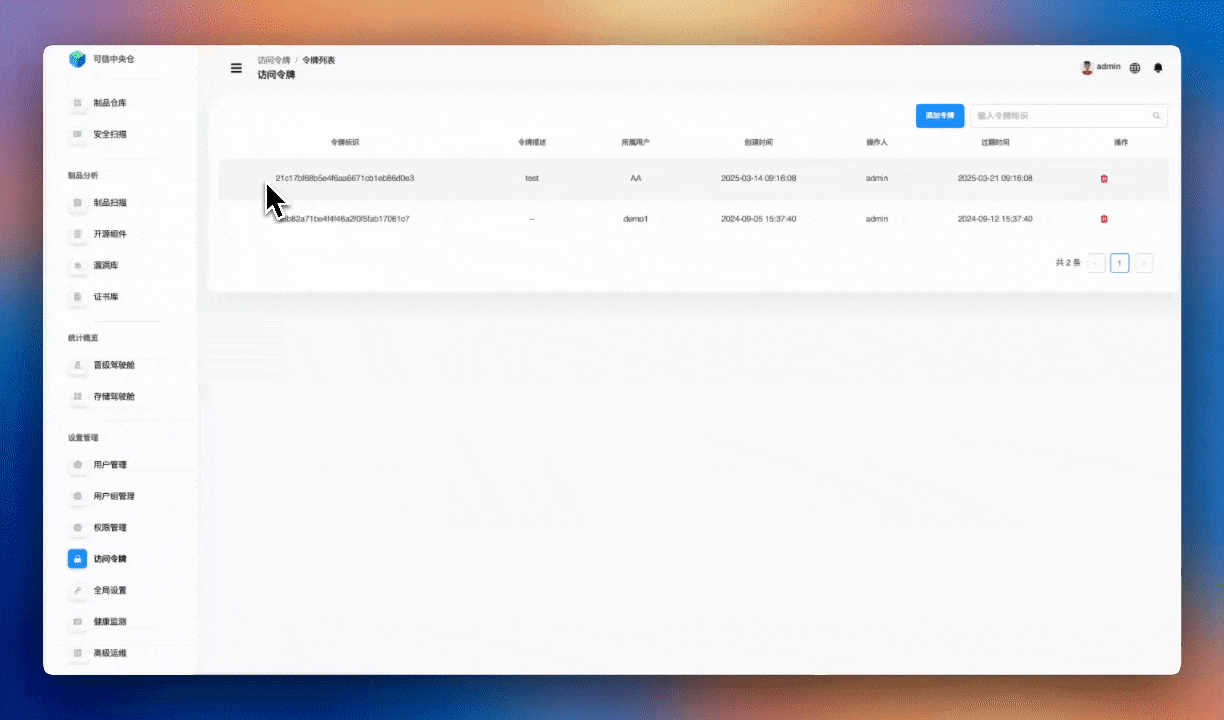 可信中央仓
制品仓库
安全扫描
制品分析
制品扫描
开源组件
漏洞库
证书库
统计概览
晋级驾驶舱
存储驾驶舱
设置管理
用户管理
用户组管理
权限管理
访问令牌
全局设置
健康监测
高级运维
访问令牌 / 令牌列表
访问令牌
admin
添加令牌 输入令牌标识
令牌标识 令牌描述 所属用户 创建时间 操作人 过期时间 操作
21c17bf68b5e4f6aa6671cb1eb86d0e3 test AA 2025-03-14 09:16:08 admin 2025-03-21 09:16:08
-- demo1 2024-09-05 15:37:40 admin 2024-09-12 15:37:40
共 2 条 < 1 >